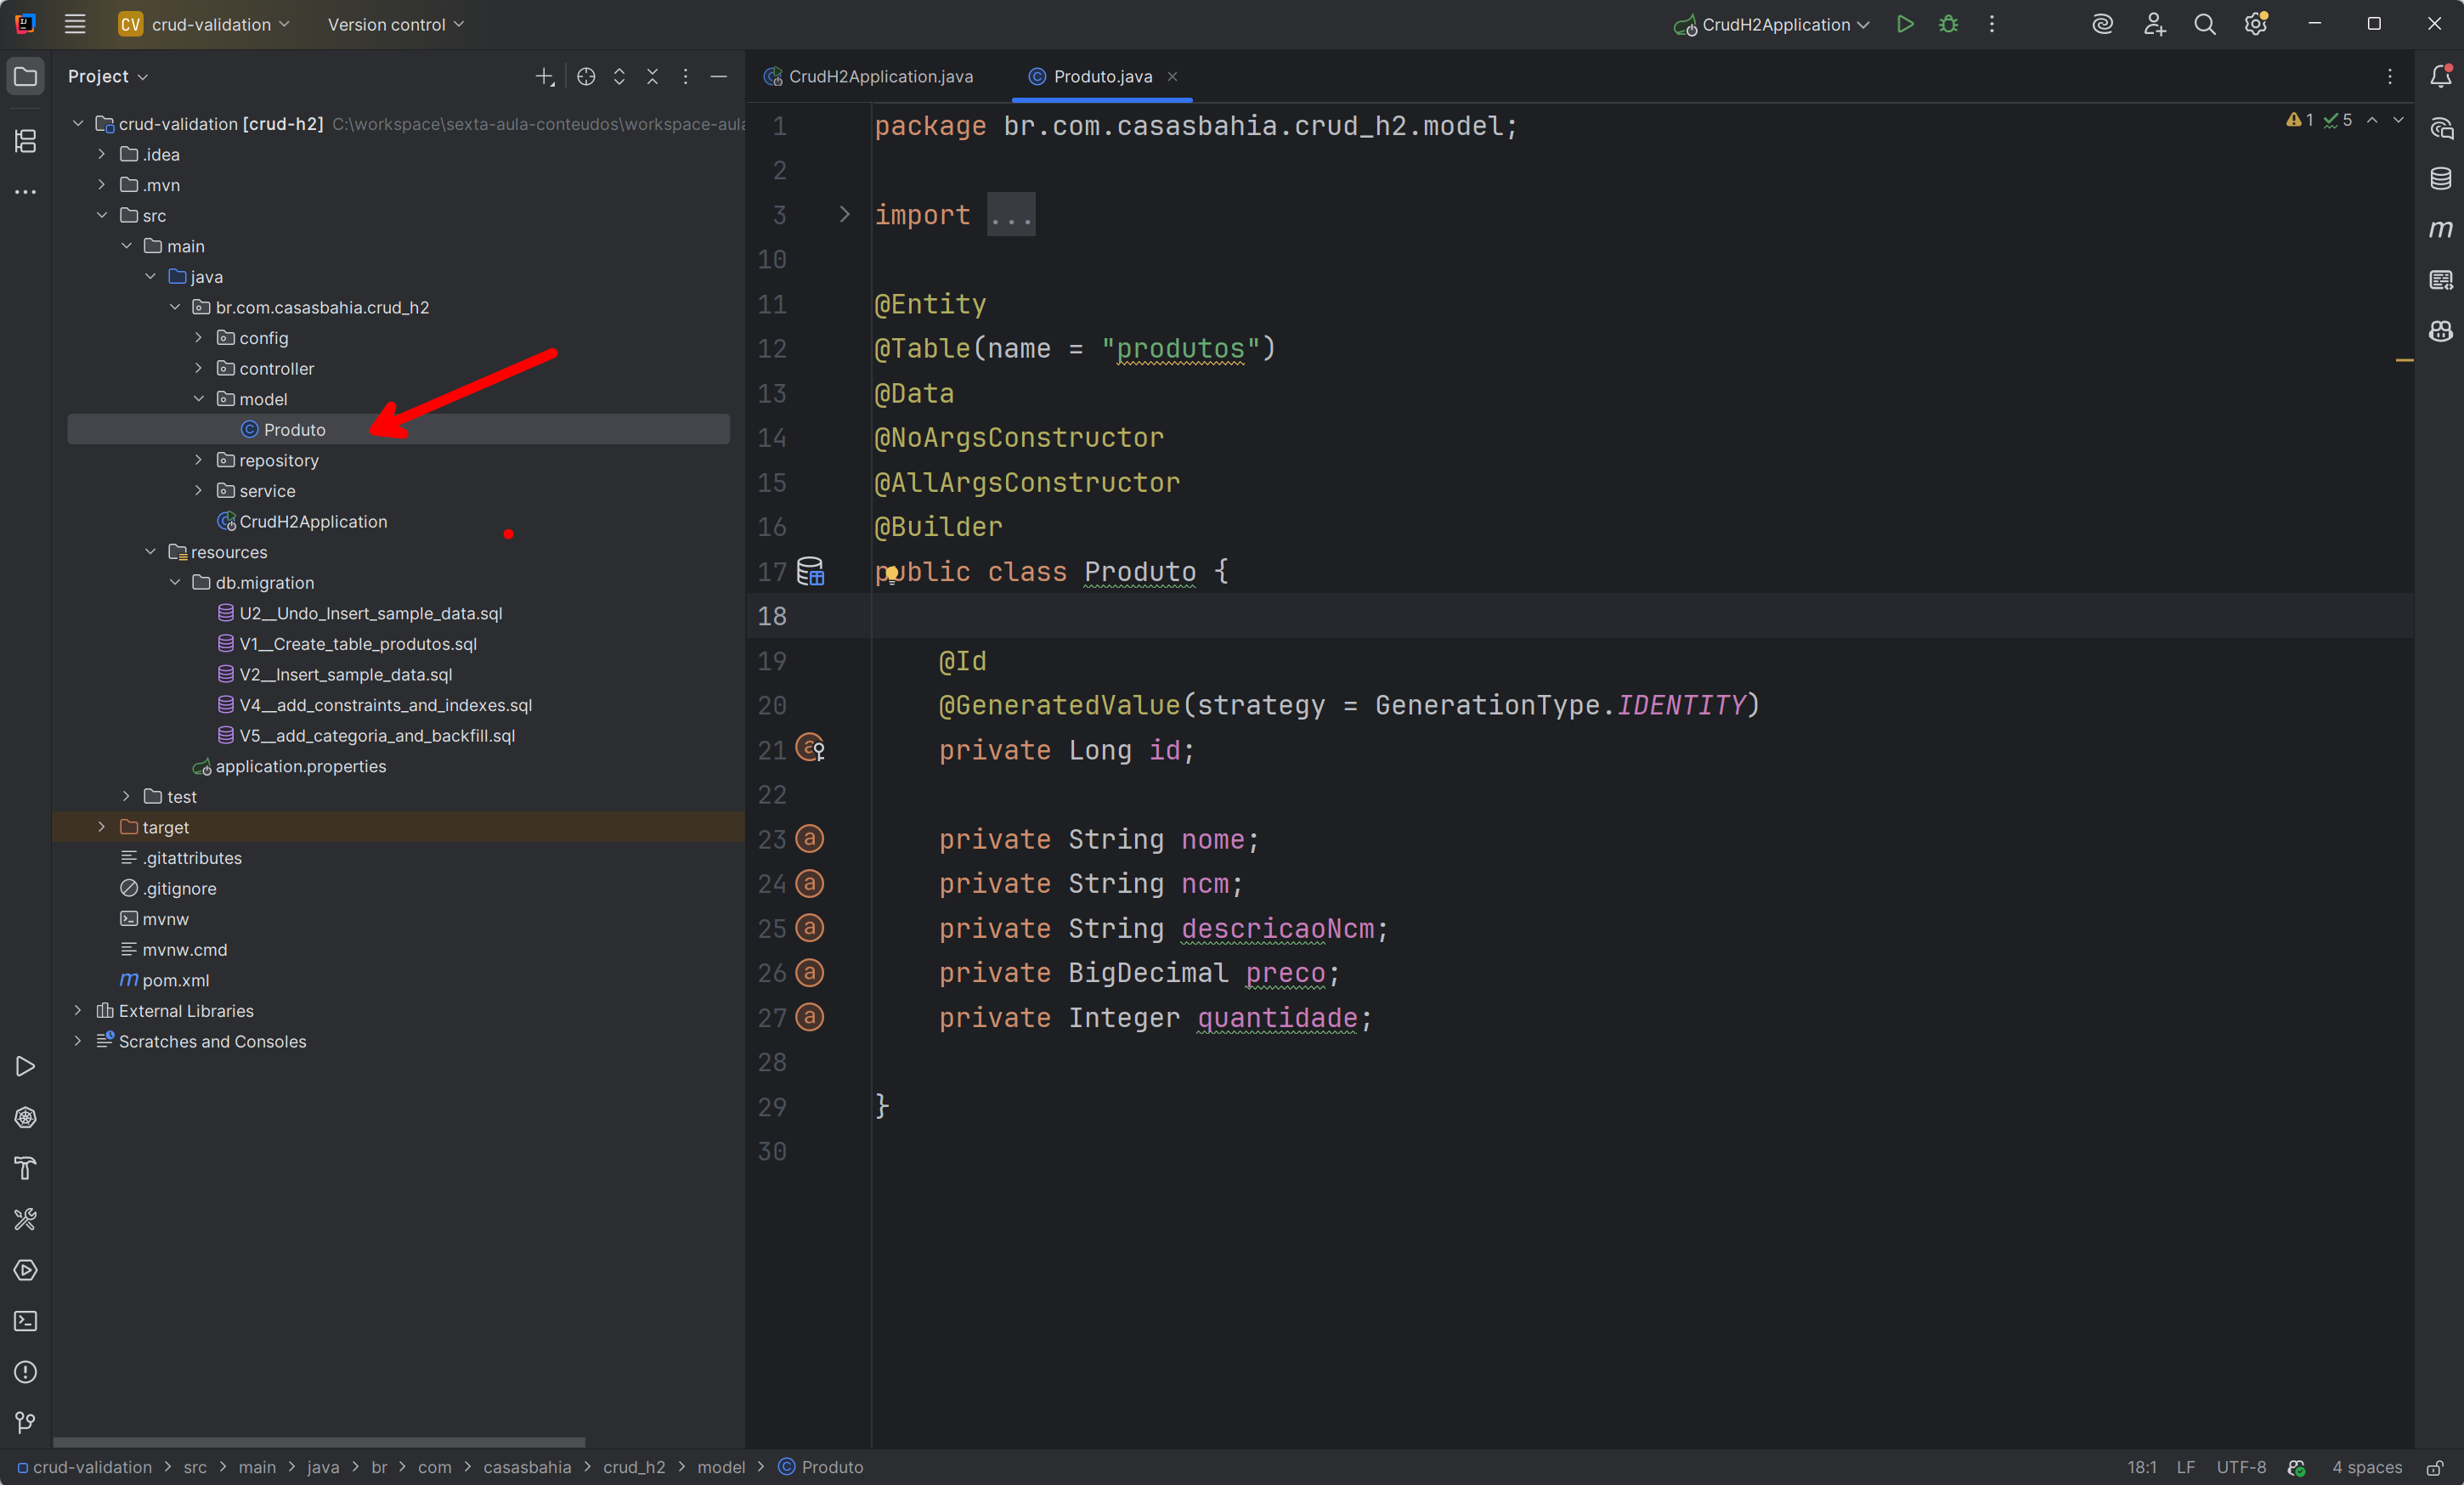 CV crud-validation
Version control
CrudH2Application
Project
CrudH2Application.java
Produto.java
crud-validation [crud-h2] C:\workspace\sexta-aula-conteudos\workspace-aula
.idea
.mvn
src
main
java
br.com.casasbahia.crud_h2
config
controller
model
Produto
repository
service
CrudH2Application
resources
db.migration
U2__Undo_Insert_sample_data.sql
V1__Create_table_produtos.sql
V2__Insert_sample_data.sql
V4__add_constraints_and_indexes.sql
V5__add_categoria_and_backfill.sql
application.properties
test
target
.gitattributes
.gitignore
mvnw
mvnw.cmd
pom.xml
External Libraries
Scratches and Consoles
1 package br.com.casasbahia.crud_h2.model;
1 5
2
3 import ...
10
11 @Entity
12 @Table(name = "produtos")
13 @Data
14 @NoArgsConstructor
15 @AllArgsConstructor
16 @Builder
17 public class Produto {
18
19 @Id
20 @GeneratedValue(strategy = GenerationType.IDENTITY)
21 private Long id;
22
23 private String nome;
24 private String ncm;
25 private String descricaoNcm;
26 private BigDecimal preco;
27 private Integer quantidade;
28
29 }
30
crud-validation > src > main > java > br > com > casasbahia > crud_h2 > model > Produto
18:1 LF UTF-8 4 spaces